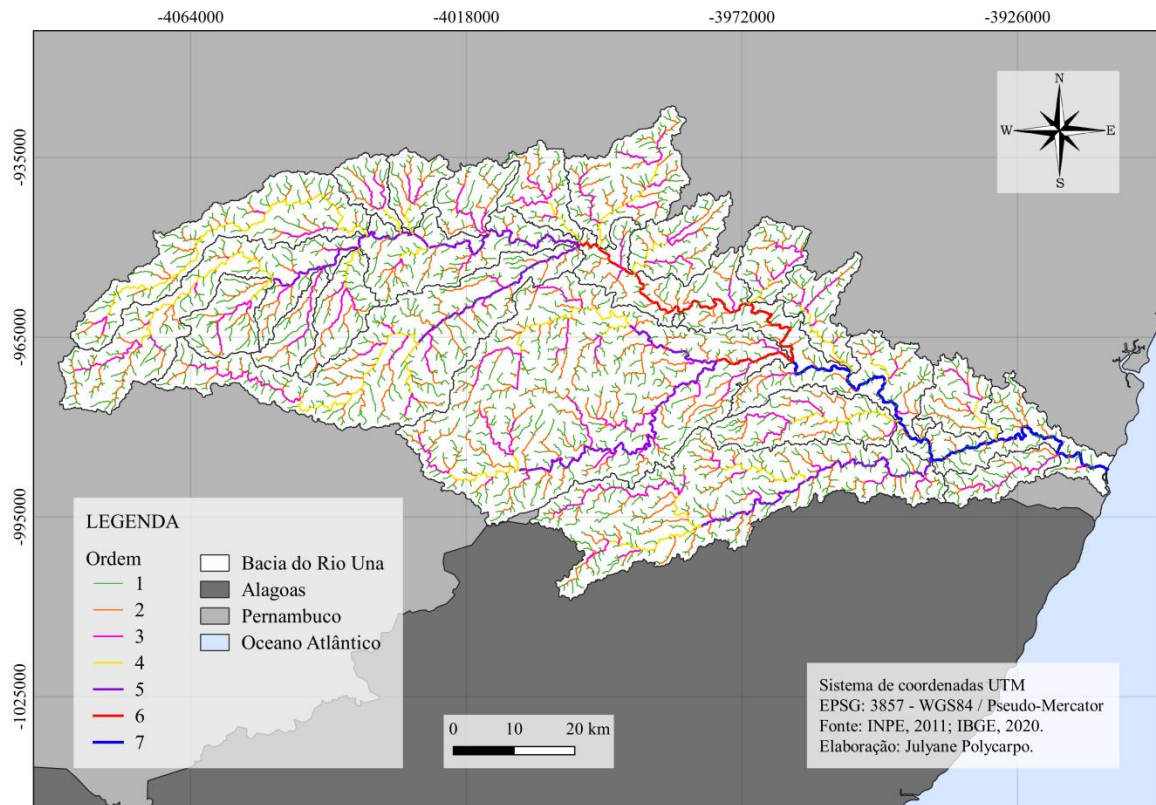 -4064000
-4018000
-3972000
-3926000
-935000
-965000
-995000
-1025000
N
W
E
S
LEGENDA
Ordem
1
2
3
4
5
6
7
Bacia do Rio Una
Alagoas
Pernambuco
Oceano Atlântico
0 10 20 km
Sistema de coordenadas UTM
EPSG: 3857 - WGS84 / Pseudo-Mercator
Fonte: INPE, 2011; IBGE, 2020.
Elaboração: Julyane Polycarpo.